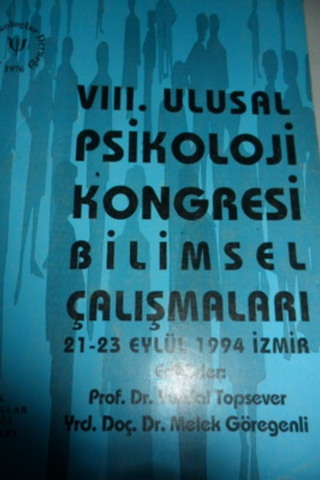 1976
VIII. ULUSAL
PSİKOLOJİ
KONGRESİ
BİLİMSEL
ÇALIŞMALARI
21-23 EYLÜL 1994 İZMİR
Prof. Dr. Topsever
Yrd. Doç. Dr. Melek Göregenli